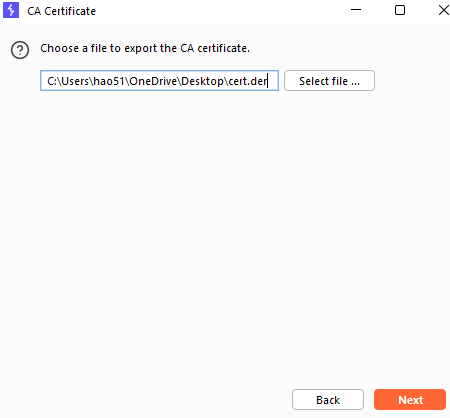 CA Certificate
Choose a file to export the CA certificate.
C:\Users\hao51\OneDrive\Desktop\cert.der
Select file ...
Back
Next